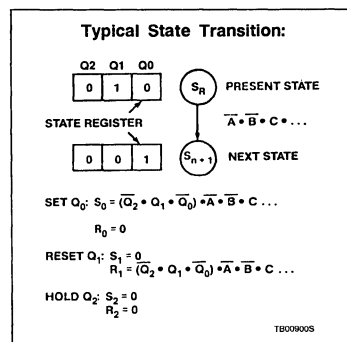 Typical State Transition:
Q2 Q1 Q0
0 1 0
S_R PRESENT STATE
STATE REGISTER
A̅ • B̅ • C • . . .
0 0 1
S_n + 1 NEXT STATE
SET Q₀: S₀ = (Q̅₂ • Q₁ • Q̅₀) • A̅ • B̅ • C . . .
R₀ = 0
RESET Q₁: S₁ = 0
R₁ = (Q̅₂ • Q₁ • Q̅₀) • A̅ • B̅ • C . . .
HOLD Q₂: S₂ = 0
R₂ = 0
TB00900S